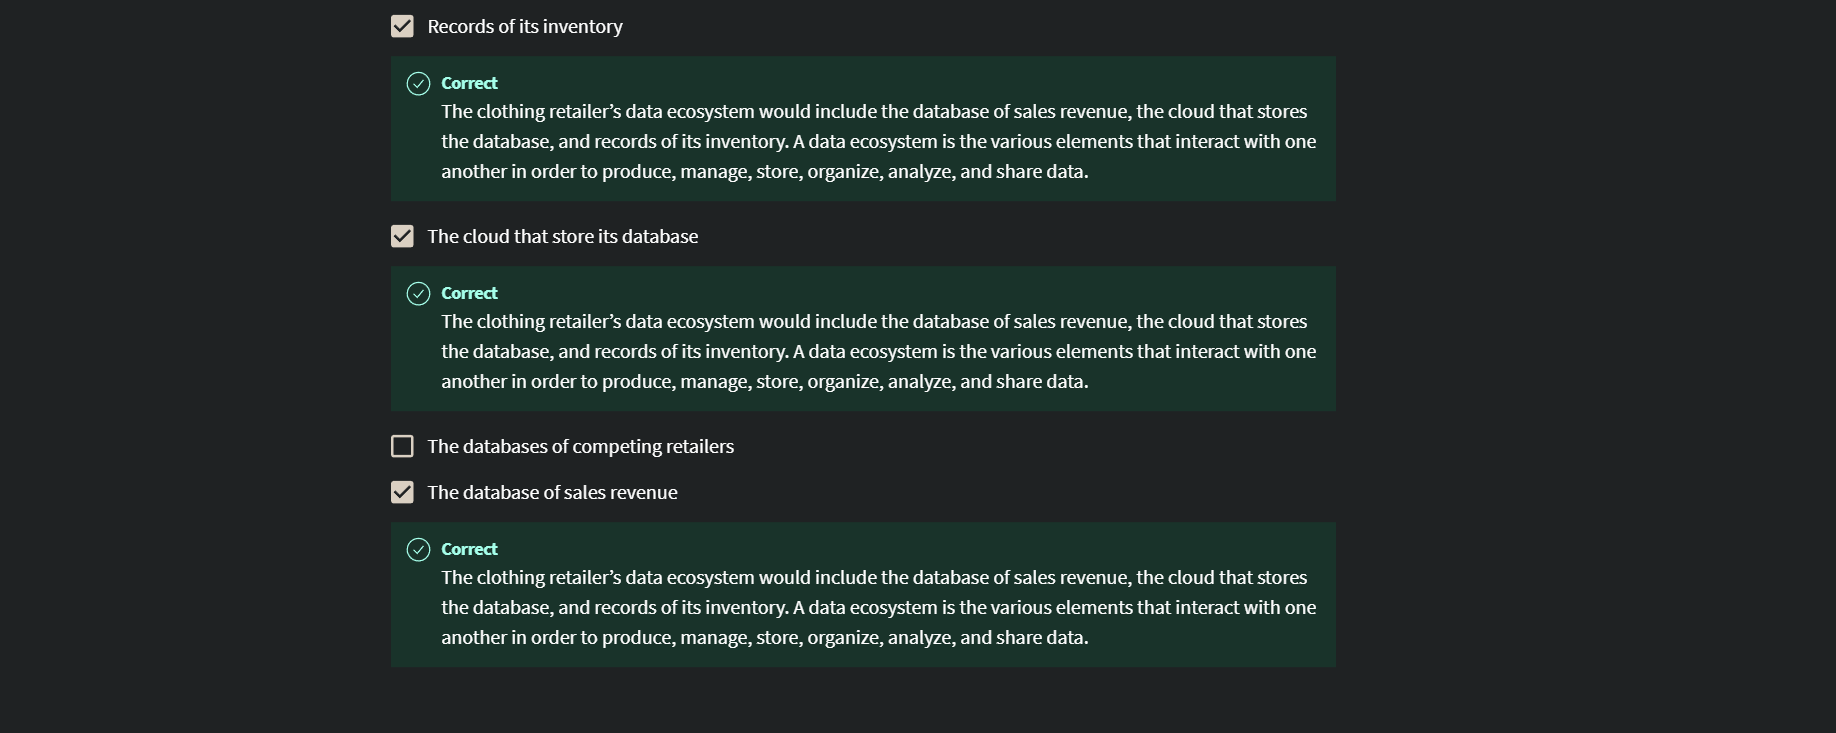 Records of its inventory
Correct
The clothing retailer’s data ecosystem would include the database of sales revenue, the cloud that stores
the database, and records of its inventory. A data ecosystem is the various elements that interact with one
another in order to produce, manage, store, organize, analyze, and share data.
The cloud that store its database
Correct
The clothing retailer’s data ecosystem would include the database of sales revenue, the cloud that stores
the database, and records of its inventory. A data ecosystem is the various elements that interact with one
another in order to produce, manage, store, organize, analyze, and share data.
The databases of competing retailers
The database of sales revenue
Correct
The clothing retailer’s data ecosystem would include the database of sales revenue, the cloud that stores
the database, and records of its inventory. A data ecosystem is the various elements that interact with one
another in order to produce, manage, store, organize, analyze, and share data.